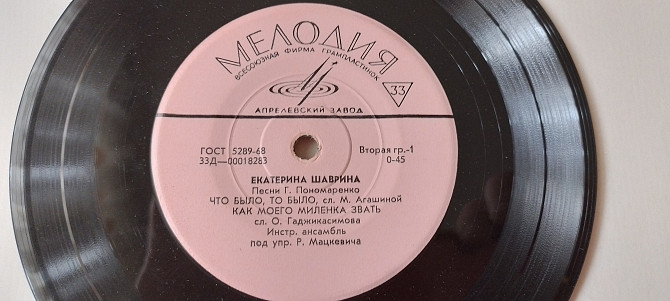 МЕЛОДИЯ
ВСЕСОЮЗНАЯ ФИРМА ГРАМПЛАСТИНОК
33
АПРЕЛЕВСКИЙ ЗАВОД
ГОСТ 5289-68
33Д—00018283
Вторая гр.-1
0-45
ЕКАТЕРИНА ШАВРИНА
Песни Г. Пономаренко
ЧТО БЫЛО, ТО БЫЛО, сл. М. Агашиной
КАК МОЕГО МИЛЕНКА ЗВАТЬ
сл. О. Гаджикасимова
Инстр. ансамбль
под упр. Р. Мацкевича